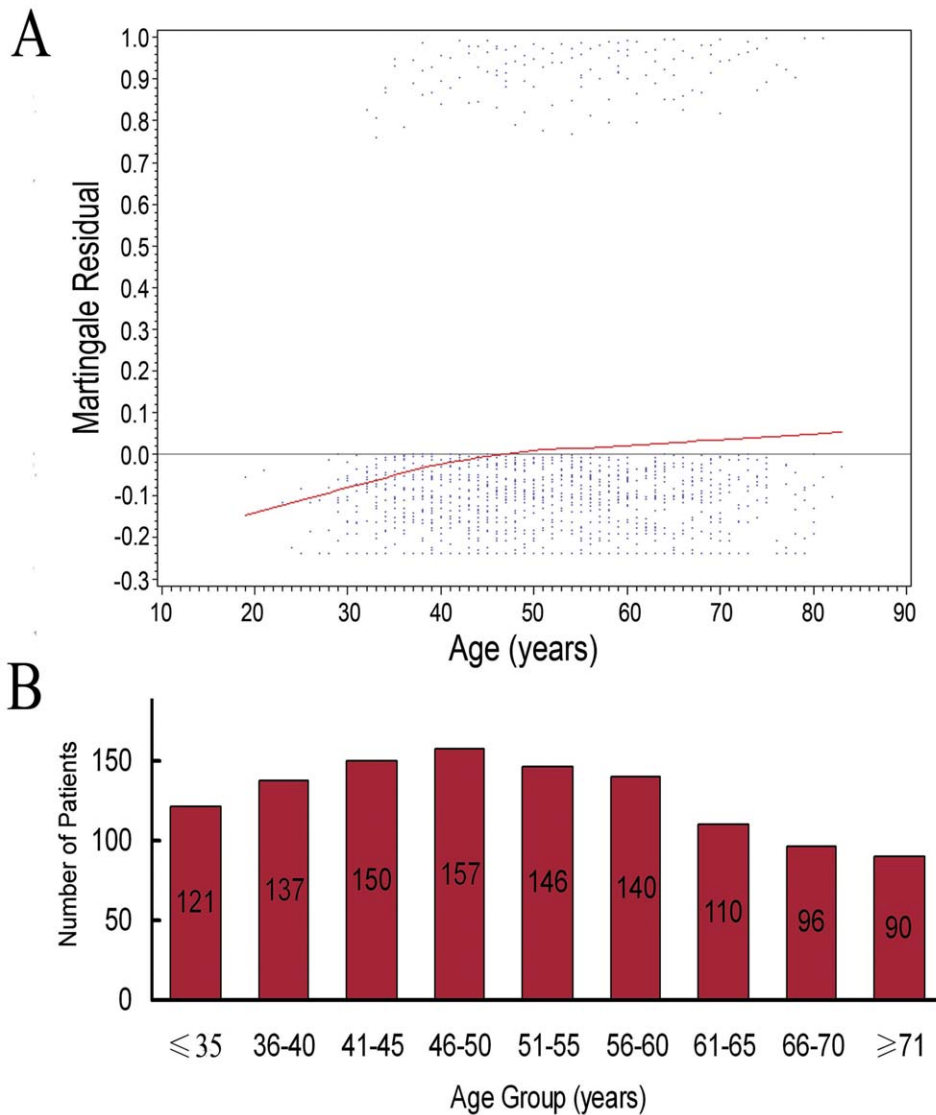 A
Martingale Residual
1.0
0.9
0.8
0.7
0.6
0.5
0.4
0.3
0.2
0.1
0.0
-0.1
-0.2
-0.3
10 20 30 40 50 60 70 80 90
Age (years)
B
Number of Patients
150
100
50
0
121 137 150 157 146 140 110 96 90
≤35 36-40 41-45 46-50 51-55 56-60 61-65 66-70 ≥71
Age Group (years)